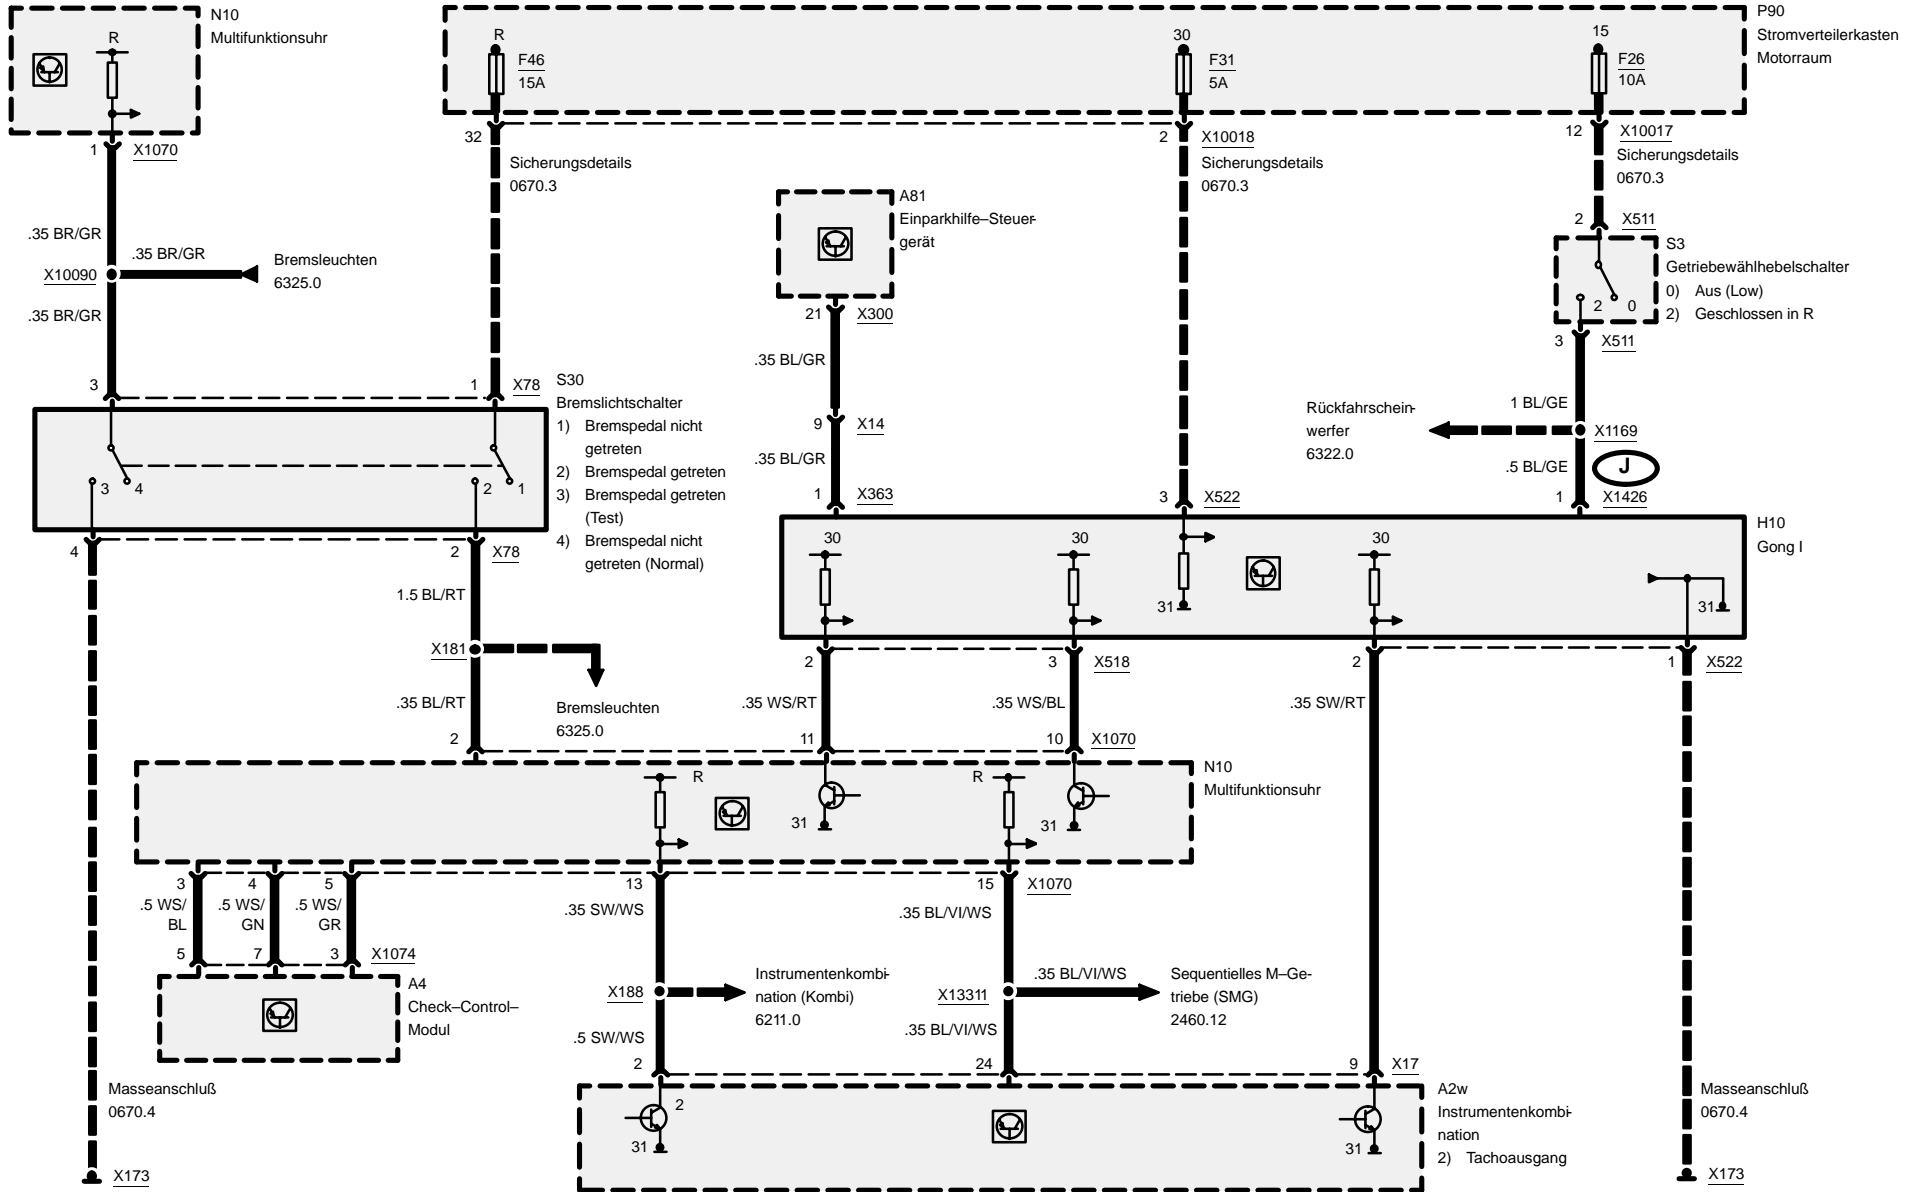 N10
Multifunktionsuhr
R
1
X1070
.35 BR/GR
.35 BR/GR
X10090
Bremsleuchten
6325.0
.35 BR/GR
3
P90
Stromverteilerkasten
Motorraum
R
F46
15A
30
F31
5A
15
F26
10A
32
Sicherungsdetails
0670.3
2
X10018
Sicherungsdetails
0670.3
12
X10017
Sicherungsdetails
0670.3
A81
Einparkhilfe–Steuer-
gerät
21
X300
.35 BL/GR
9
X14
.35 BL/GR
1
X363
2
X511
S3
Getriebewählhebelschalter
0) Aus (Low)
2) Geschlossen in R
2
0
3
X511
1 BL/GE
Rückfahrschein-
werfer
6322.0
X1169
.5 BL/GE
J
1
X1426
3
X522
1
X78
S30
Bremslichtschalter
1) Bremspedal nicht
getreten
2) Bremspedal getreten
3) Bremspedal getreten
(Test)
4) Bremspedal nicht
getreten (Normal)
3
4
2
1
4
2
X78
1.5 BL/RT
X181
.35 BL/RT
Bremsleuchten
6325.0
2
H10
Gong I
30
30
31
30
31
2
3
X518
2
1
X522
.35 WS/RT
.35 WS/BL
.35 SW/RT
11
10
X1070
N10
Multifunktionsuhr
R
31
R
31
3
4
5
13
15
X1070
.5 WS/
BL
.5 WS/
GN
.5 WS/
GR
.35 SW/WS
.35 BL/VI/WS
5
7
3
X1074
A4
Check–Control–
Modul
X188
Instrumentenkombi-
nation (Kombi)
6211.0
X13311
.35 BL/VI/WS
Sequentielles M–Ge-
triebe (SMG)
2460.12
.5 SW/WS
.35 BL/VI/WS
2
24
9
X17
A2w
Instrumentenkombi-
nation
2) Tachoausgang
2
31
31
Masseanschluß
0670.4
X173
Masseanschluß
0670.4
X173